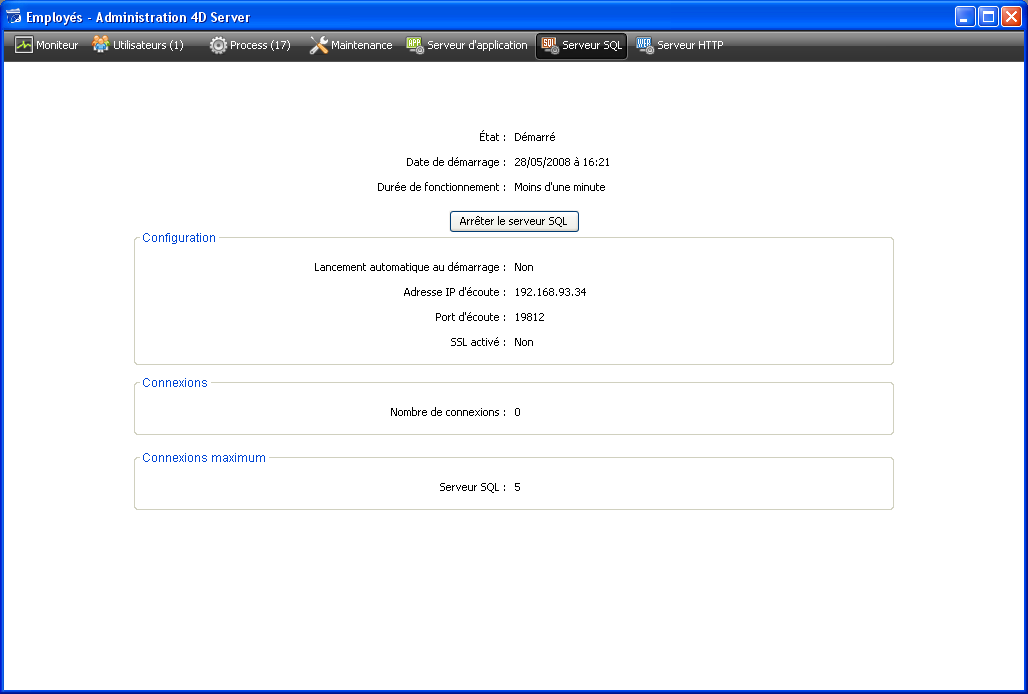 Employés - Administration 4D Server
Moniteur Utilisateurs (1) Process (17) Maintenance APP Serveur d'application SQL Serveur SQL WEB Serveur HTTP
État : Démarré
Date de démarrage : 28/05/2008 à 16:21
Durée de fonctionnement : Moins d'une minute
Arrêter le serveur SQL
Configuration
Lancement automatique au démarrage : Non
Adresse IP d'écoute : 192.168.93.34
Port d'écoute : 19812
SSL activé : Non
Connexions
Nombre de connexions : 0
Connexions maximum
Serveur SQL : 5